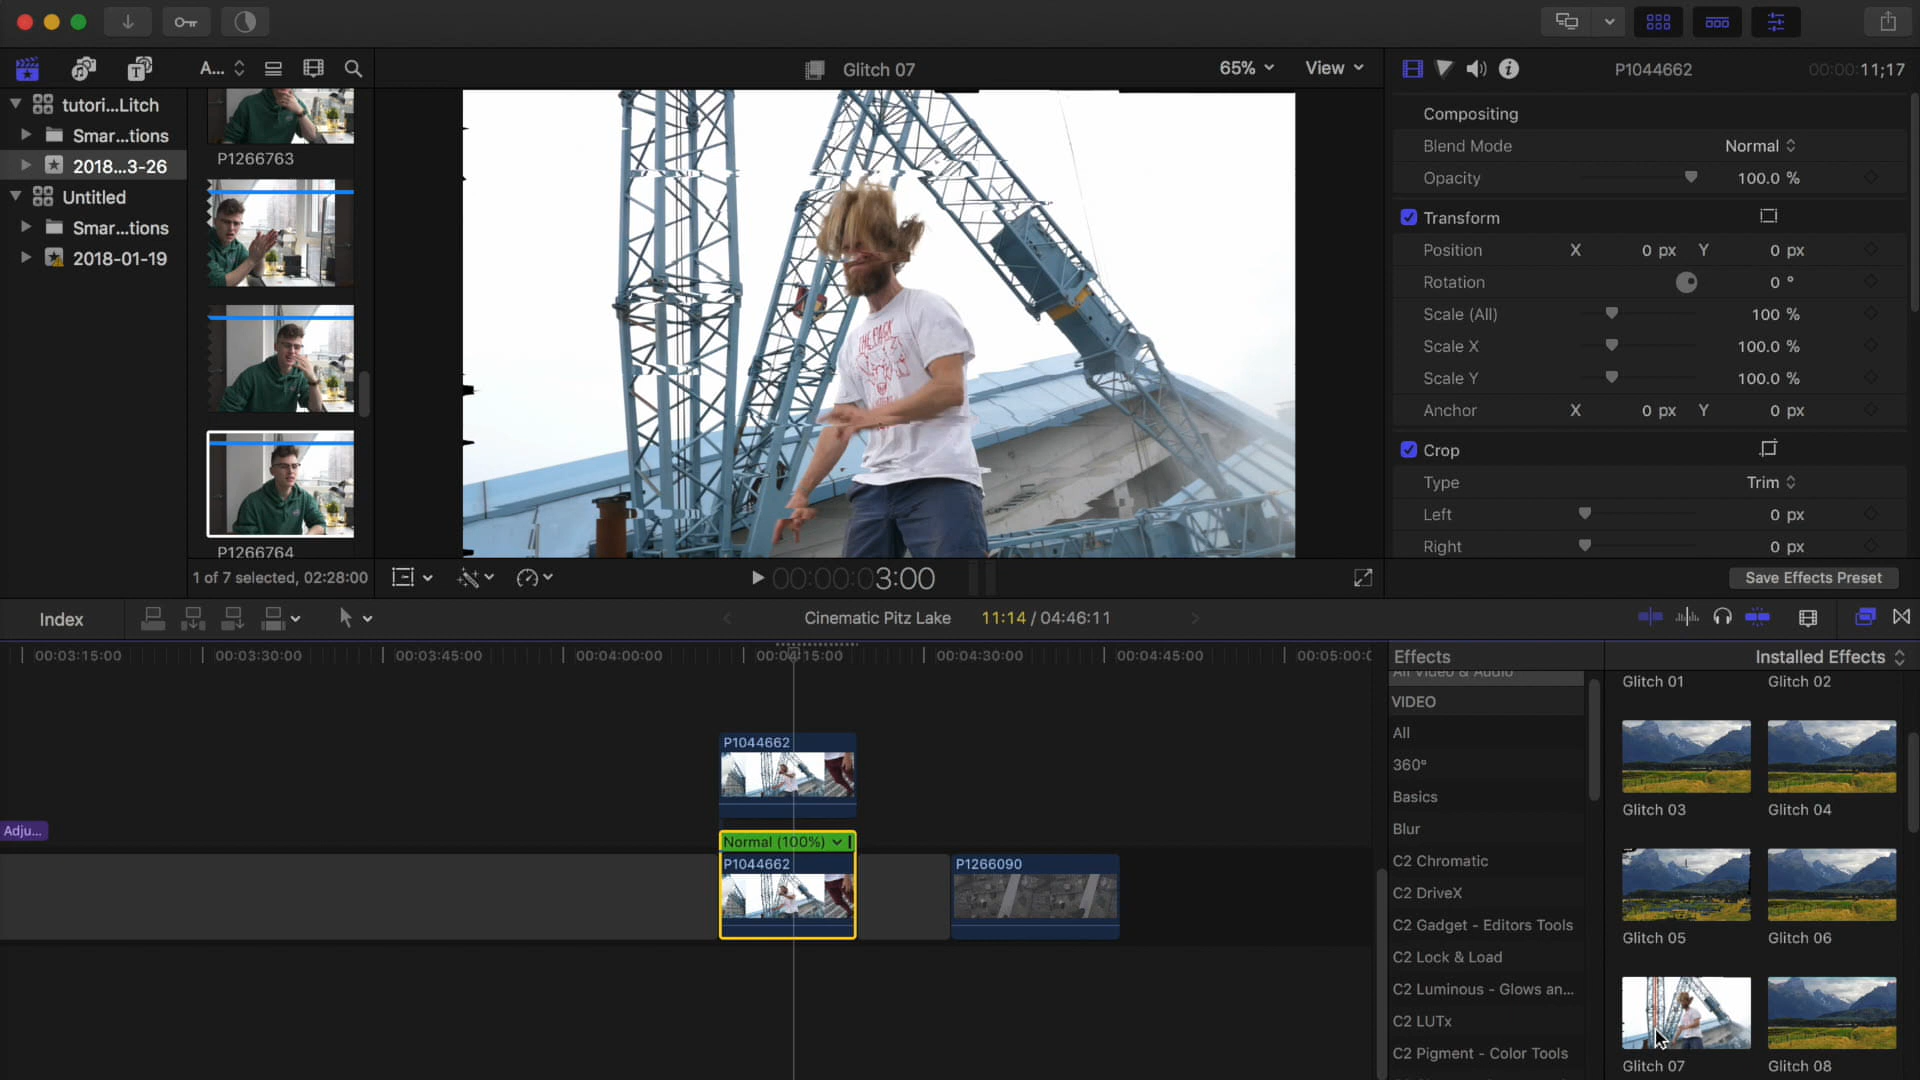 A...
Glitch 07
65%
View
P1044662
00:00:11;17
tutori...Litch
Smar...tions
2018...3-26
Untitled
Smar...tions
2018-01-19
P1266763
P1266764
1 of 7 selected, 02:28:00
THE PACK
00:00:03:00
Compositing
Blend Mode Normal
Opacity 100.0 %
Transform
Position X 0 px Y 0 px
Rotation 0 °
Scale (All) 100 %
Scale X 100.0 %
Scale Y 100.0 %
Anchor X 0 px Y 0 px
Crop
Type Trim
Left 0 px
Right 0 px
Save Effects Preset
Index
Cinematic Pitz Lake 11:14 / 04:46:11
00:03:15:00 00:03:30:00 00:03:45:00 00:04:00:00 00:04:15:00 00:04:30:00 00:04:45:00 00:05:00:0
P1044662
Adju...
Normal (100%)
P1044662
P1266090
Effects
Installed Effects
All Video & Audio
VIDEO
All
360°
Basics
Blur
C2 Chromatic
C2 DriveX
C2 Gadget - Editors Tools
C2 Lock & Load
C2 Luminous - Glows an...
C2 LUTx
C2 Pigment - Color Tools
Glitch 01 Glitch 02
Glitch 03 Glitch 04
Glitch 05 Glitch 06
Glitch 07 Glitch 08